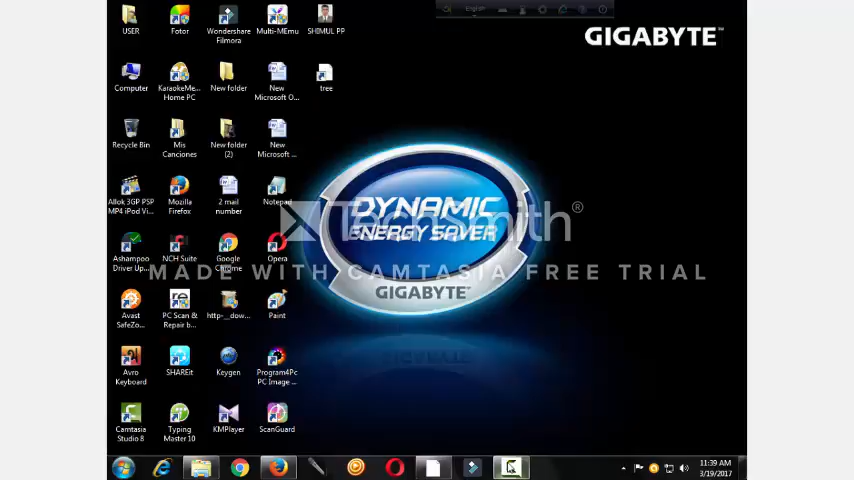 English
GIGABYTE™
USER
Fotor
Wondershare
Filmora
Multi-MEmu
SHIMUL PP
Computer
KaraokeMe...
Home PC
New folder
New
Microsoft O...
tree
Recycle Bin
Mis
Canciones
New folder
(2)
New
Microsoft ...
Allok 3GP PSP
MP4 iPod Vi...
Mozilla
Firefox
2 mail
number
Notepad
DYNAMIC
ENERGY SAVER
GIGABYTE™
TechSmith®
MADE WITH CAMTASIA FREE TRIAL
Ashampoo
Driver Up...
NCH Suite
Google
Chrome
Opera
Avast
SafeZo...
PC Scan &
Repair b...
http-__dow...
Paint
Avro
Keyboard
SHAREit
Keygen
Program4Pc
PC Image ...
Camtasia
Studio 8
Typing
Master 10
KMPlayer
ScanGuard
11:39 AM
3/19/2017